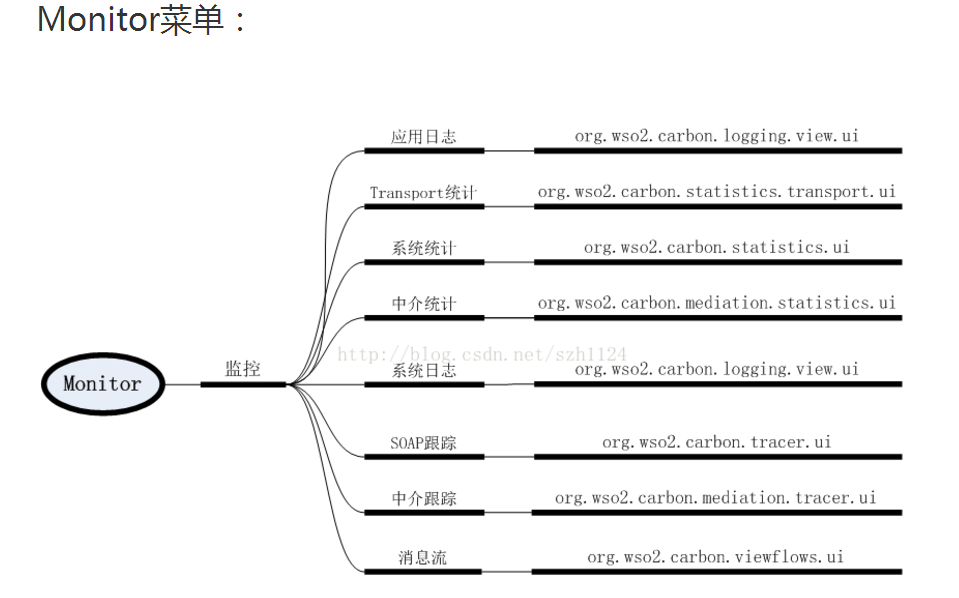 Monitor菜单：
应用日志 org.wso2.carbon.logging.view.ui
Transport统计 org.wso2.carbon.statistics.transport.ui
系统统计 org.wso2.carbon.statistics.ui
中介统计 org.wso2.carbon.mediation.statistics.ui
http://blog.csdn.net/szh1124
Monitor 监控 系统日志 org.wso2.carbon.logging.view.ui
SOAP跟踪 org.wso2.carbon.tracer.ui
中介跟踪 org.wso2.carbon.mediation.tracer.ui
消息流 org.wso2.carbon.viewflows.ui